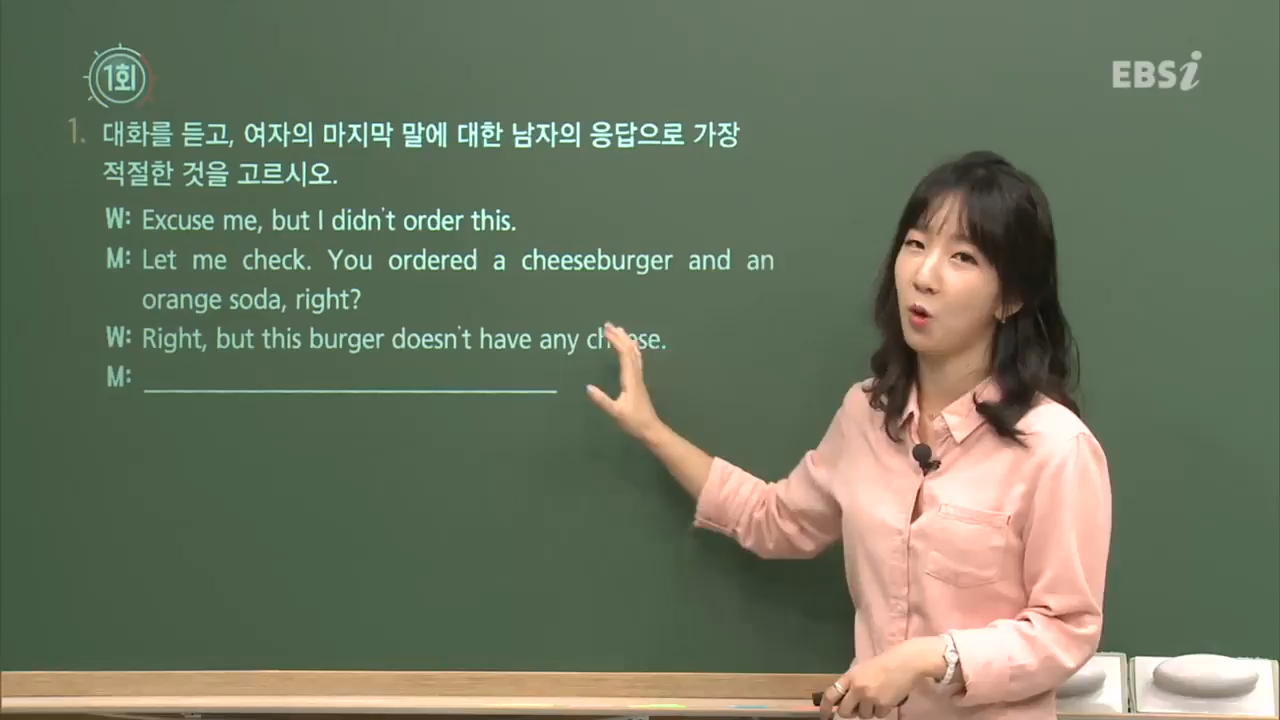 1회
EBSi
1. 대화를 듣고, 여자의 마지막 말에 대한 남자의 응답으로 가장
적절한 것을 고르시오.
W: Excuse me, but I didn't order this.
M: Let me check. You ordered a cheeseburger and an
orange soda, right?
W: Right, but this burger doesn't have any cheese.
M: